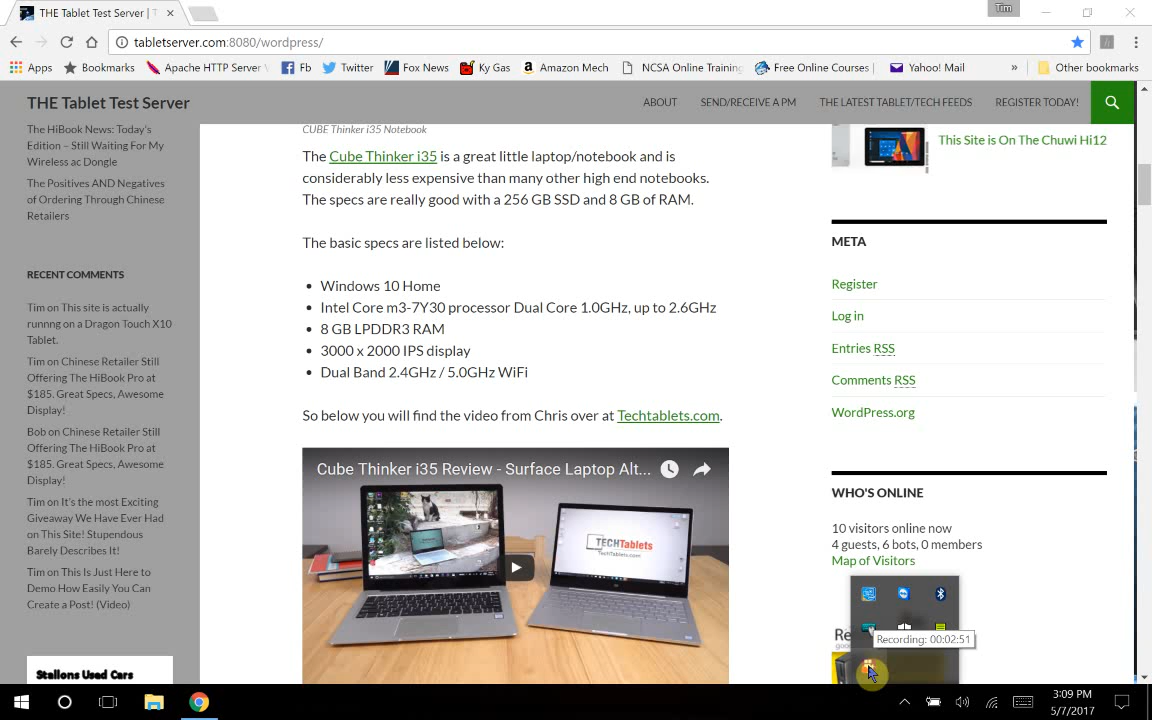 THE Tablet Test Server | T
Tim
tabletserver.com:8080/wordpress/
Apps
Bookmarks
Apache HTTP Server
Fb
Twitter
Fox News
Ky Gas
Amazon Mech
NCSA Online Training
Free Online Courses |
Yahoo! Mail
»
Other bookmarks
THE Tablet Test Server
ABOUT
SEND/RECEIVE A PM
THE LATEST TABLET/TECH FEEDS
REGISTER TODAY!
The HiBook News: Today's
Edition – Still Waiting For My
Wireless ac Dongle
The Positives AND Negatives
of Ordering Through Chinese
Retailers
RECENT COMMENTS
Tim on This site is actually
runnng on a Dragon Touch X10
Tablet.
Tim on Chinese Retailer Still
Offering The HiBook Pro at
$185. Great Specs, Awesome
Display!
Bob on Chinese Retailer Still
Offering The HiBook Pro at
$185. Great Specs, Awesome
Display!
Tim on It's the most Exciting
Giveaway We Have Ever Had
on This Site! Stupendous
Barely Describes It!
Tim on This Is Just Here to
Demo How Easily You Can
Create a Post! (Video)
Stallons Used Cars
CUBE Thinker i35 Notebook
The Cube Thinker i35 is a great little laptop/notebook and is
considerably less expensive than many other high end notebooks.
The specs are really good with a 256 GB SSD and 8 GB of RAM.
The basic specs are listed below:
Windows 10 Home
Intel Core m3-7Y30 processor Dual Core 1.0GHz, up to 2.6GHz
8 GB LPDDR3 RAM
3000 x 2000 IPS display
Dual Band 2.4GHz / 5.0GHz WiFi
So below you will find the video from Chris over at Techtablets.com.
Cube Thinker i35 Review - Surface Laptop Alt...
TECHTablets
TechTablets.com
This Site is On The Chuwi Hi12
META
Register
Log in
Entries RSS
Comments RSS
WordPress.org
WHO'S ONLINE
10 visitors online now
4 guests, 6 bots, 0 members
Map of Visitors
Recording: 00:02:51
3:09 PM
5/7/2017